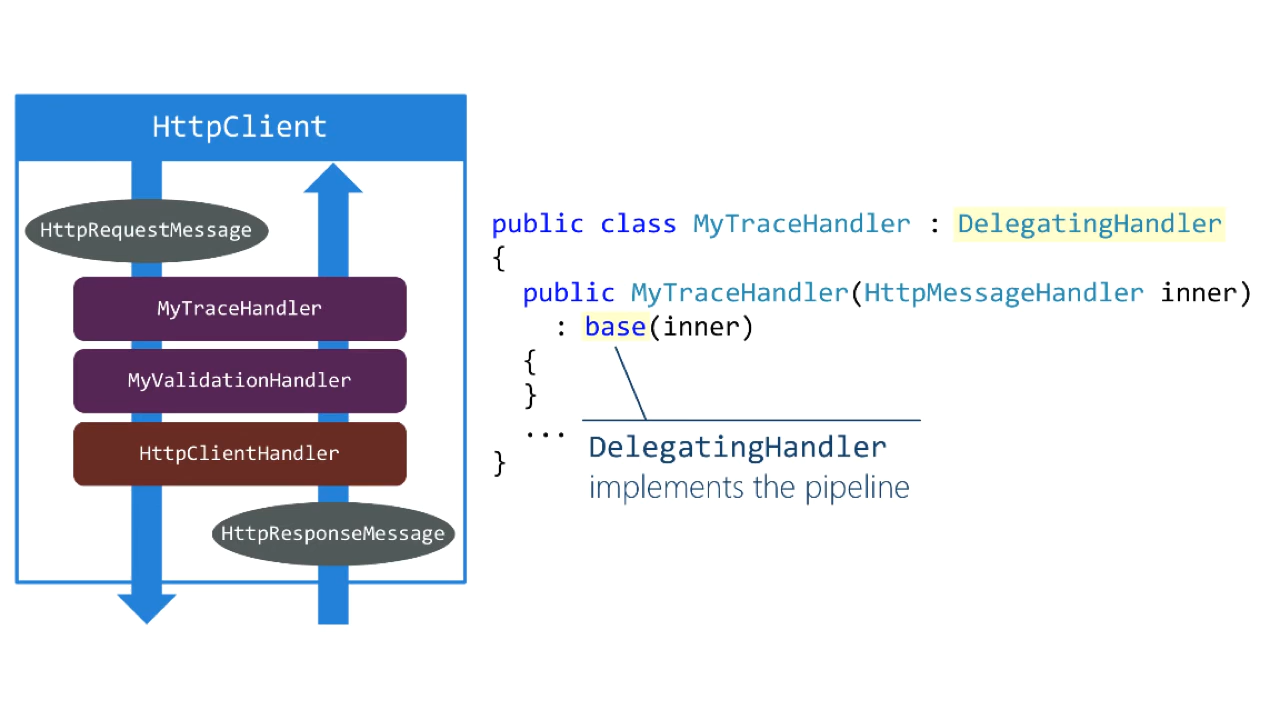 HttpClient
HttpRequestMessage
MyTraceHandler
MyValidationHandler
HttpClientHandler
HttpResponseMessage
public class MyTraceHandler : DelegatingHandler
{
public MyTraceHandler(HttpMessageHandler inner)
: base(inner)
{
}
...
}
DelegatingHandler
implements the pipeline